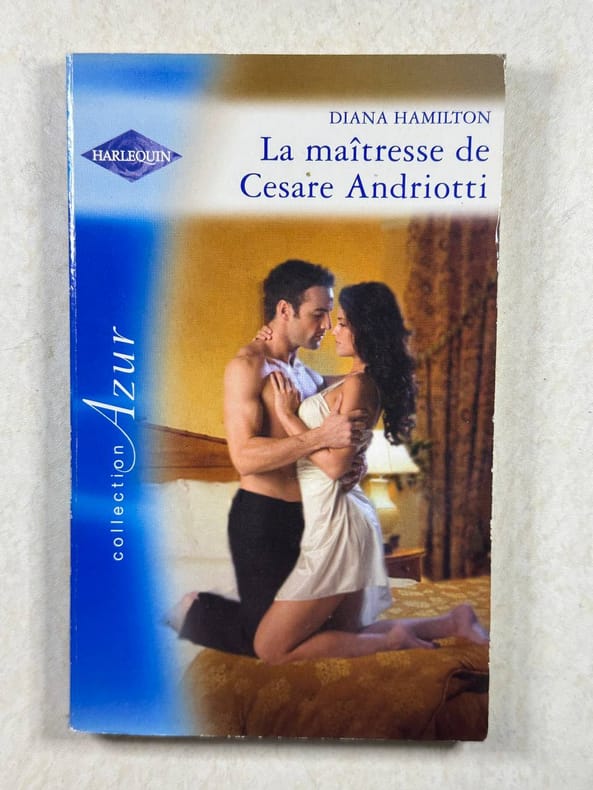 DIANA HAMILTON
HARLEQUIN
La maîtresse de
Cesare Andriotti
collection Azur